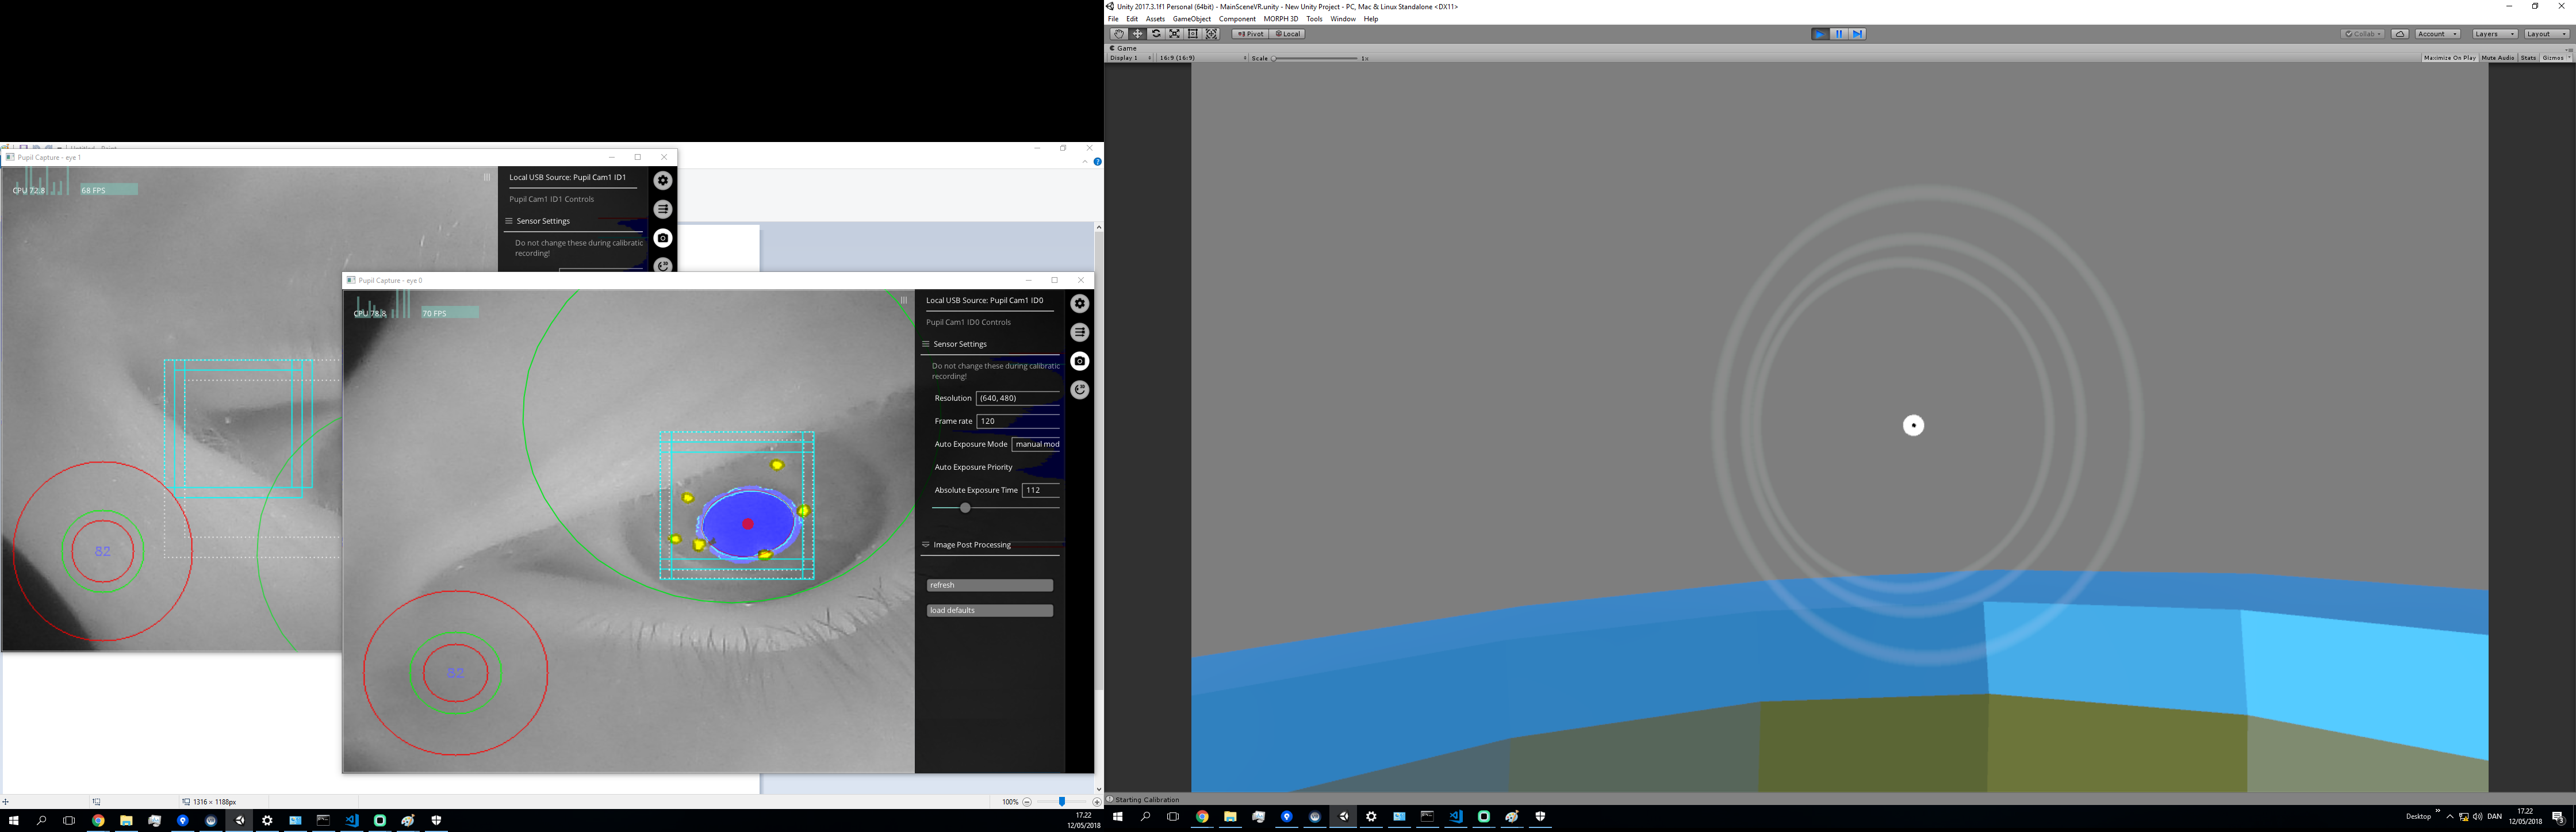 Unity 2017.3.1f1 Personal (64bit) - MainSceneVR.unity - New Unity Project - PC, Mac & Linux Standalone <DX11>
File Edit Assets GameObject Component MORPH 3D Tools Window Help
Pivot Local Collab Account Layers Layout
Game
Display 1 16:9 (16:9) Scale 1x Maximize On Play Mute Audio Stats Gizmos
Starting Calibration
Pupil Capture - eye 1
CPU 72.8 68 FPS
Local USB Source: Pupil Cam1 ID1
Pupil Cam1 ID1 Controls
Sensor Settings
Do not change these during calibratic
recording!
82
Pupil Capture - eye 0
CPU 78.8 70 FPS
Local USB Source: Pupil Cam1 ID0
Pupil Cam1 ID0 Controls
Sensor Settings
Do not change these during calibratic
recording!
Resolution (640, 480)
Frame rate 120
Auto Exposure Mode manual mod
Auto Exposure Priority
Absolute Exposure Time 112
Image Post Processing
refresh
load defaults
82
1316 × 1188px
100%
17.22
12/05/2018
Desktop
DAN
17.22
12/05/2018